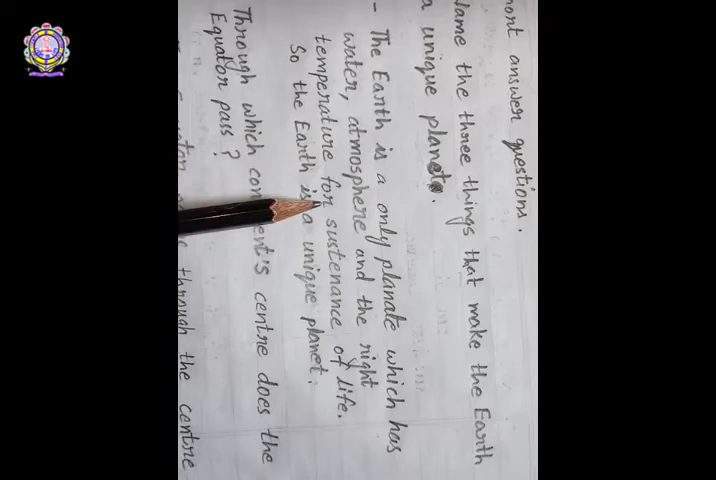 hort answer questions.
Name the three things that make the Earth
a unique planet.
- The Earth is a only planate which has
water, atmosphere and the right
temperature for sustenance of life.
So the Earth is a unique planet.
Through which continent's centre does the
Equator pass?
through the centre